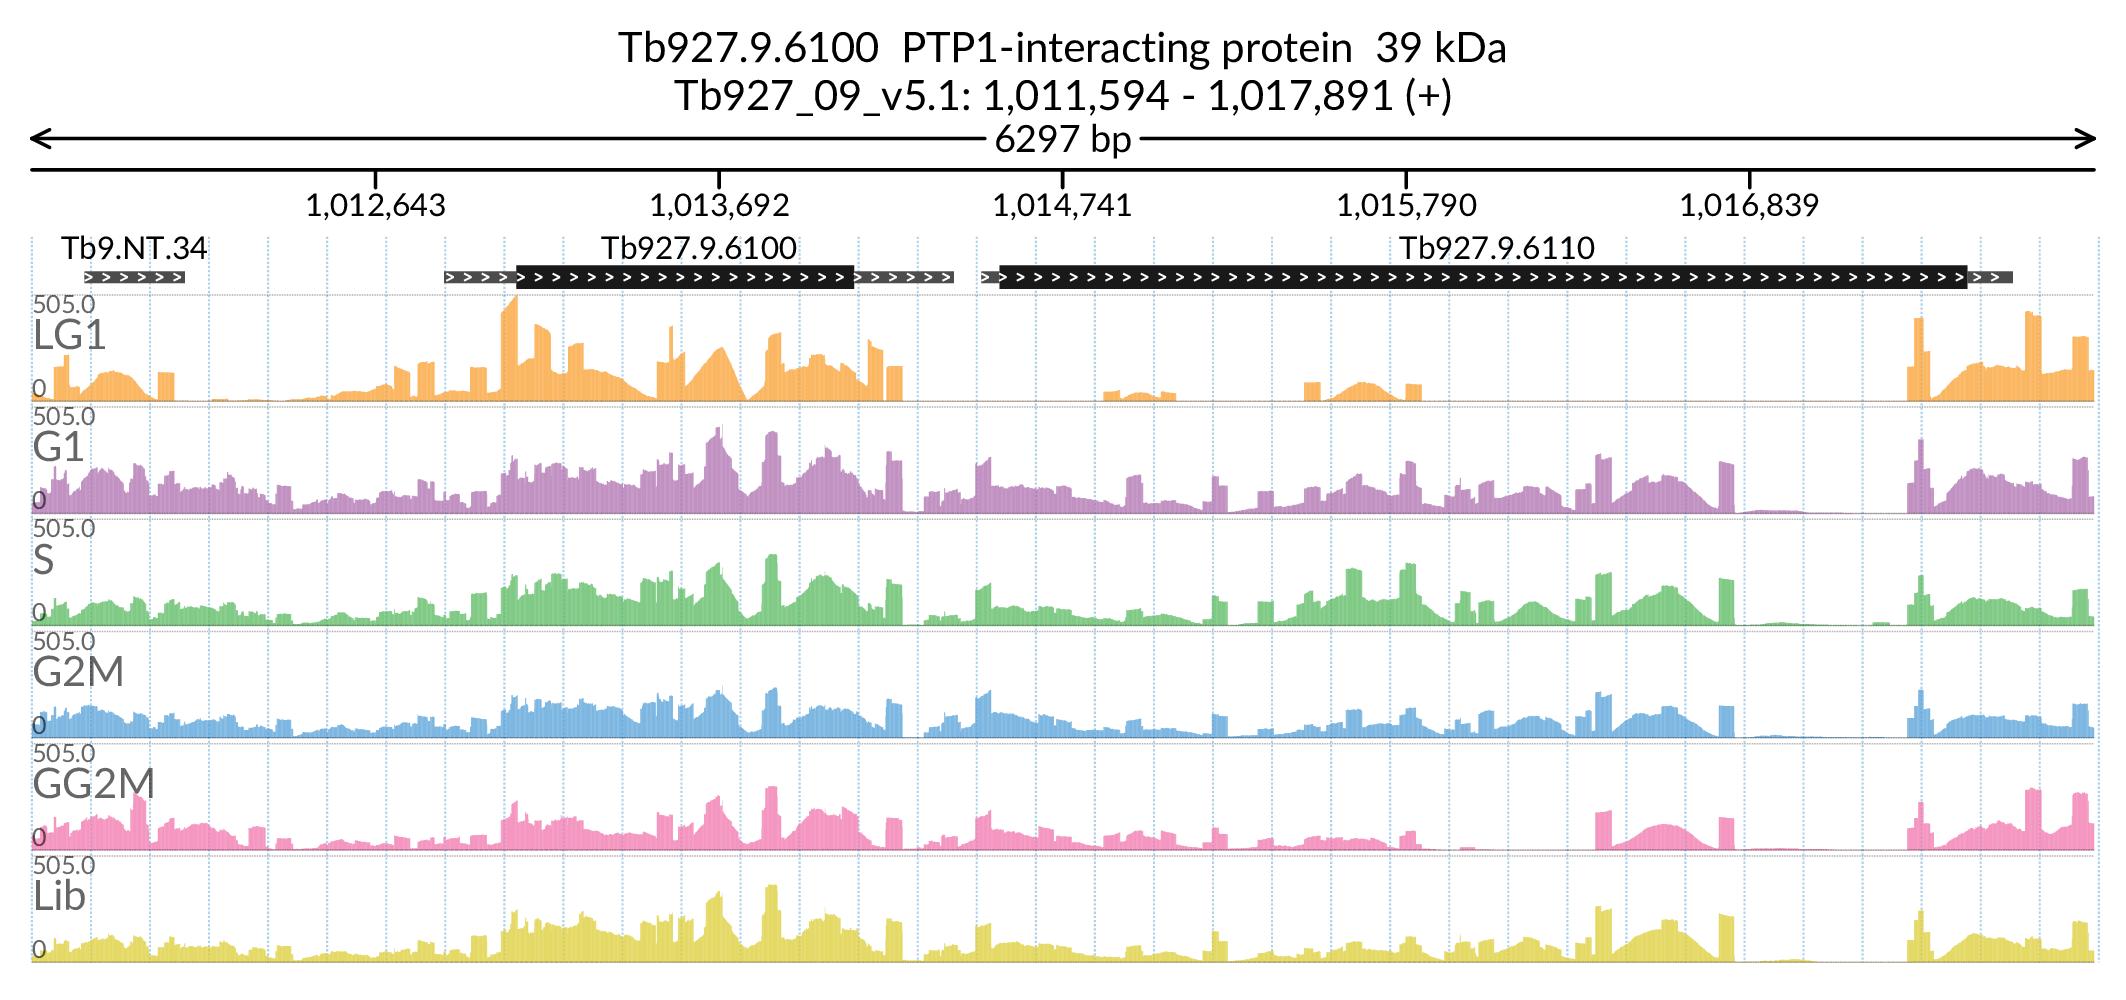 Tb927.9.6100  PTP1-interacting protein  39 kDa
Tb927_09_v5.1: 1,011,594 - 1,017,891 (+)
6297 bp
1,012,643 1,013,692 1,014,741 1,015,790 1,016,839
Tb9.NT.34 Tb927.9.6100 Tb927.9.6110
505.0
LG1
0
505.0
G1
0
505.0
S
0
505.0
G2M
0
505.0
GG2M
0
505.0
Lib
0